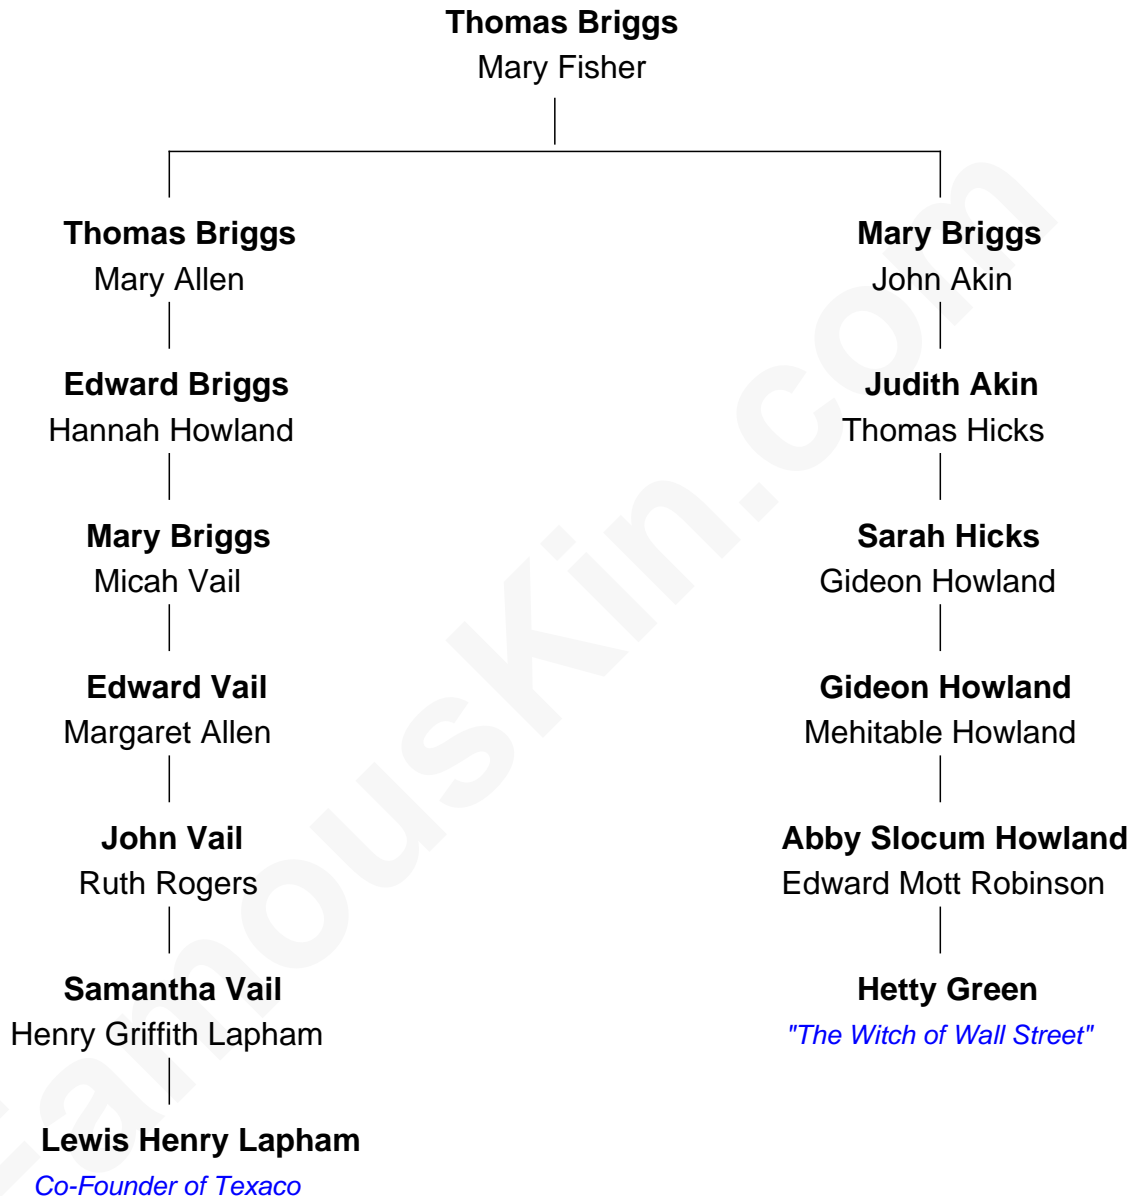 Thomas Briggs
Mary Fisher
Thomas Briggs
Mary Allen
Mary Briggs
John Akin
Edward Briggs
Hannah Howland
Judith Akin
Thomas Hicks
Mary Briggs
Micah Vail
Sarah Hicks
Gideon Howland
Edward Vail
Margaret Allen
Gideon Howland
Mehitable Howland
John Vail
Ruth Rogers
Abby Slocum Howland
Edward Mott Robinson
Samantha Vail
Henry Griffith Lapham
Hetty Green
"The Witch of Wall Street"
Lewis Henry Lapham
Co-Founder of Texaco
FamousKin.com